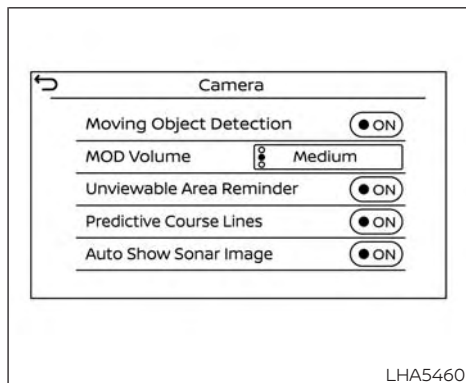 Camera
Moving Object Detection ON
MOD Volume Medium
Unviewable Area Reminder ON
Predictive Course Lines ON
Auto Show Sonar Image ON
LHA5460